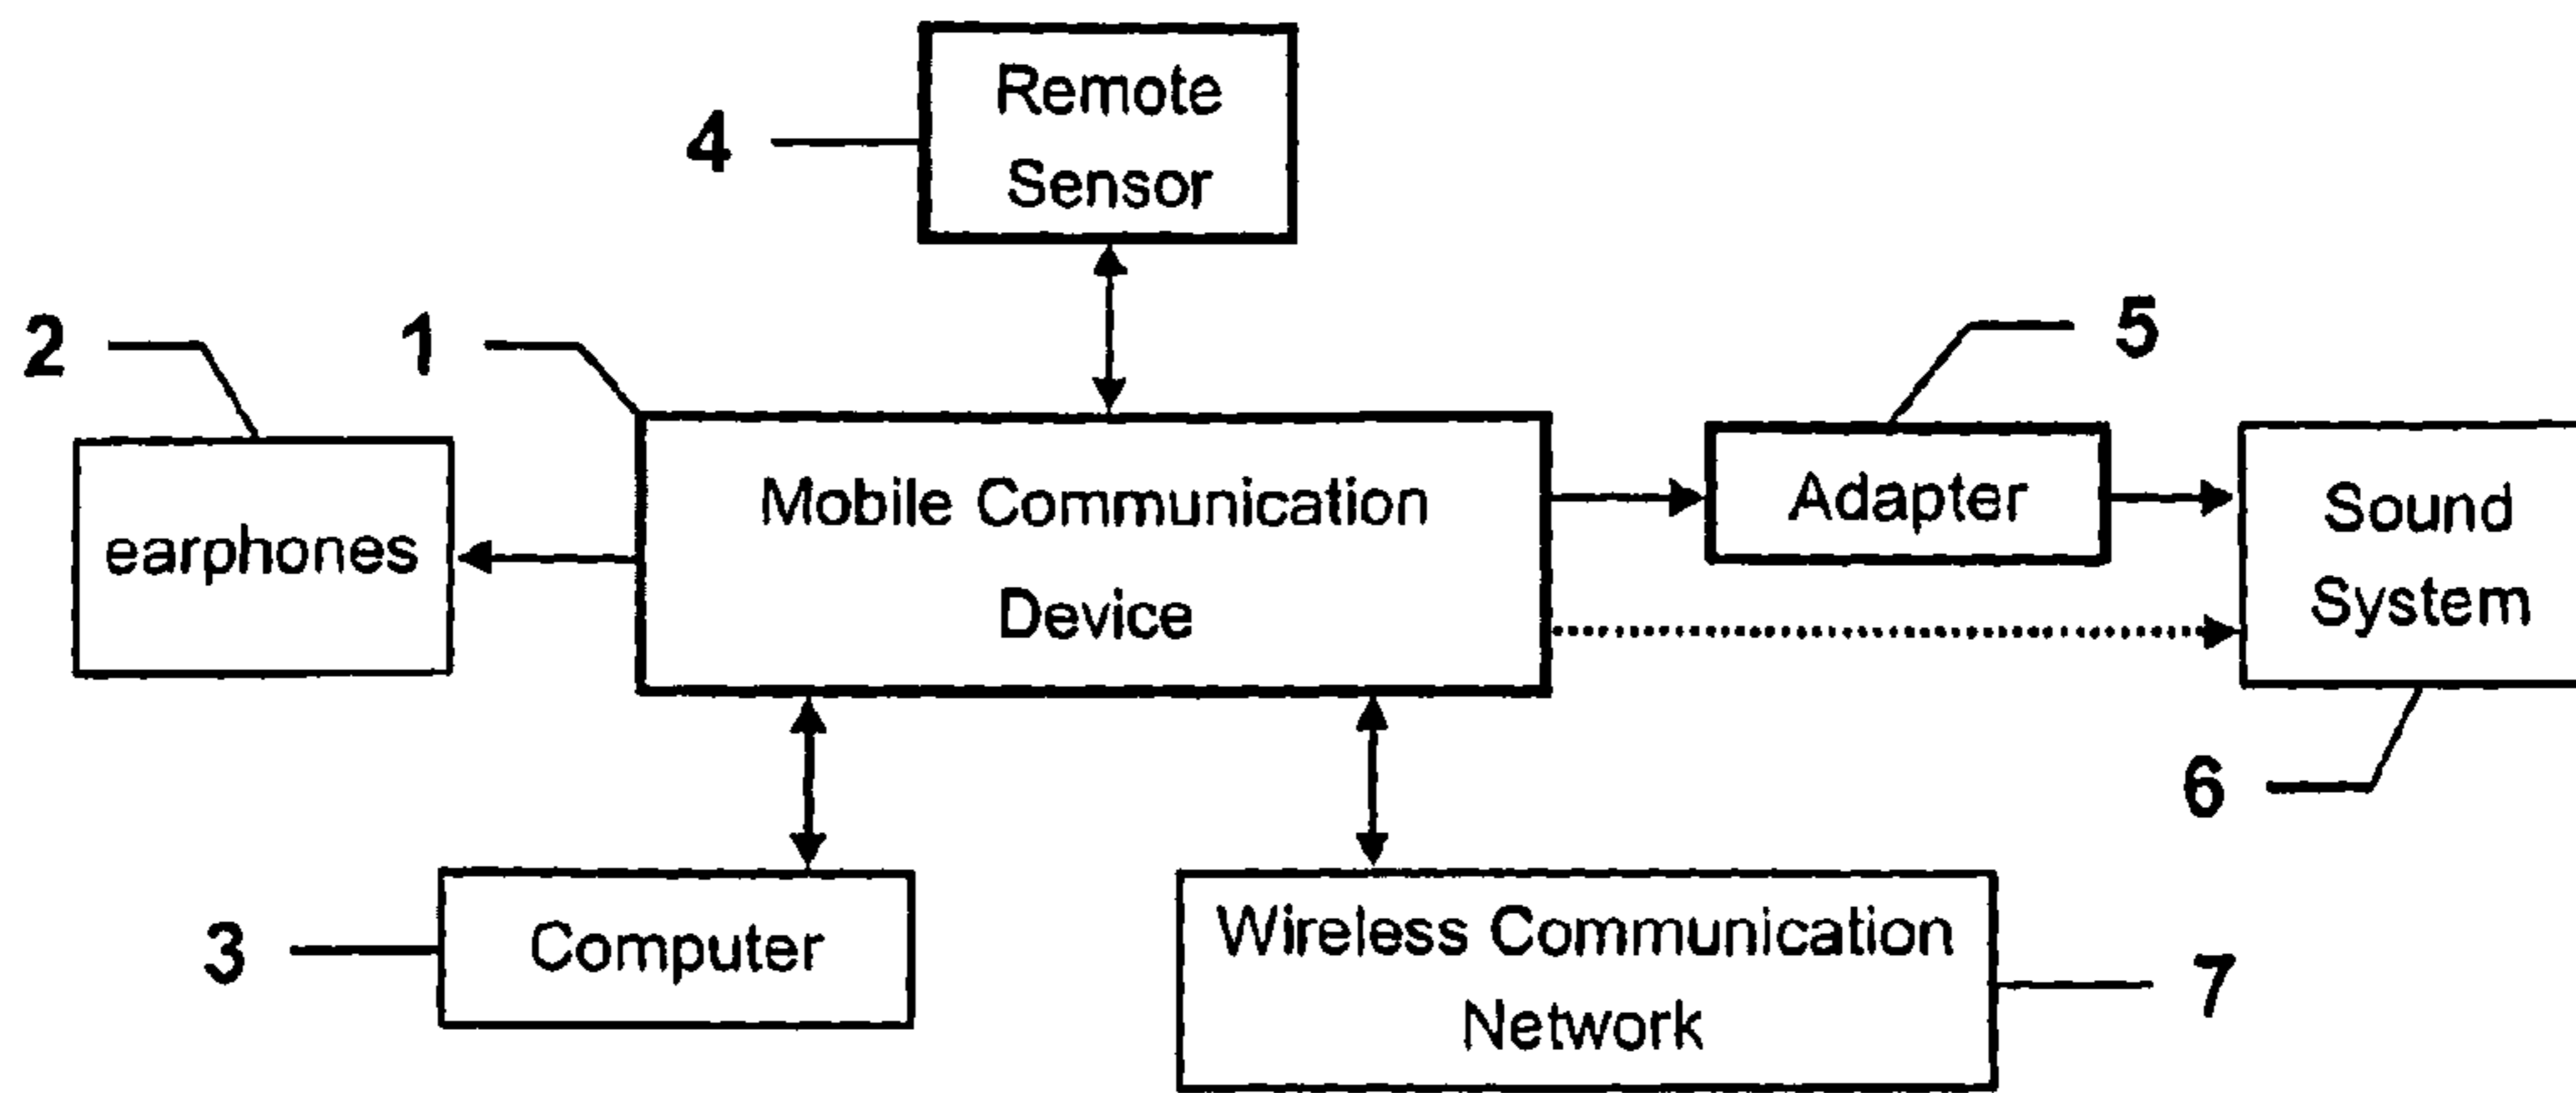 Remote
Sensor
4
2
1
5
earphones
Mobile Communication
Device
Adapter
Sound
System
6
3
Computer
Wireless Communication
Network
7